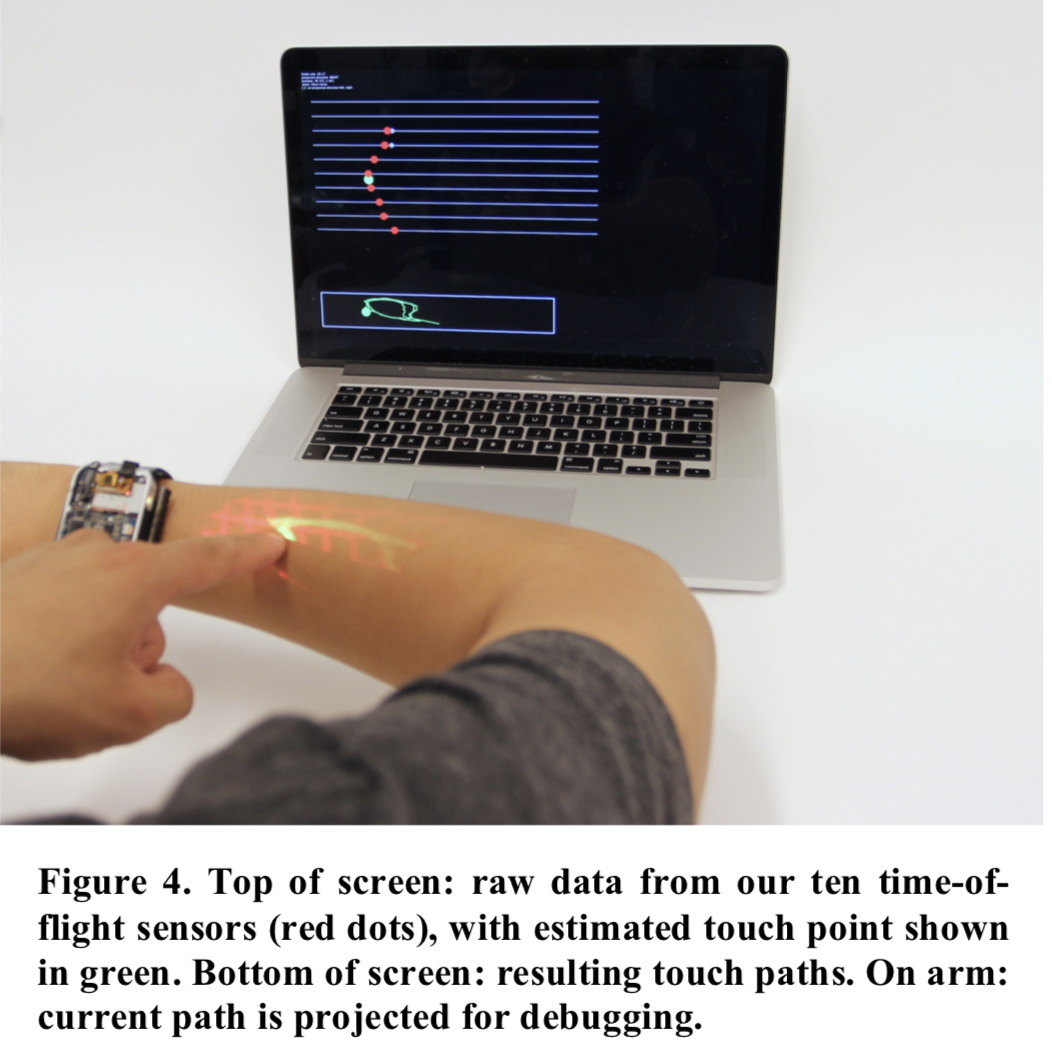 Figure 4. Top of screen: raw data from our ten time-of-
flight sensors (red dots), with estimated touch point shown
in green. Bottom of screen: resulting touch paths. On arm:
current path is projected for debugging.